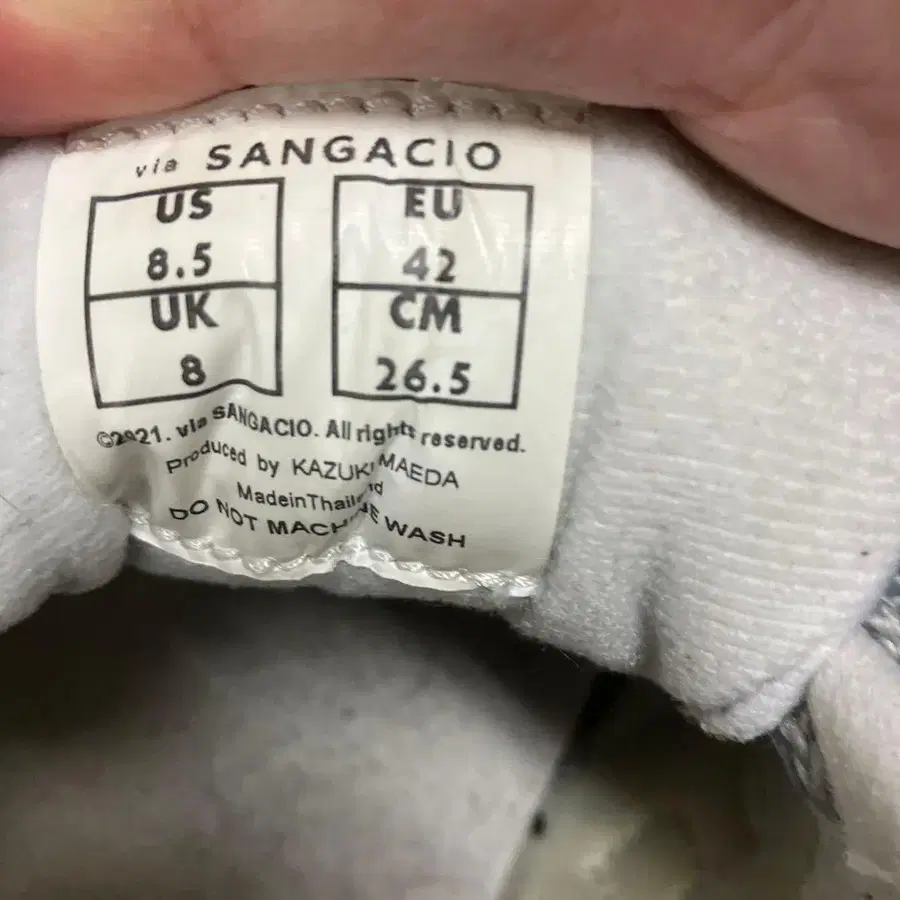 via SANGACIO
US EU
8.5 42
UK CM
8 26.5
©2021. via SANGACIO. All rights reserved.
Produced by KAZUKI MAEDA
MadeinThailand
DO NOT MACHINE WASH